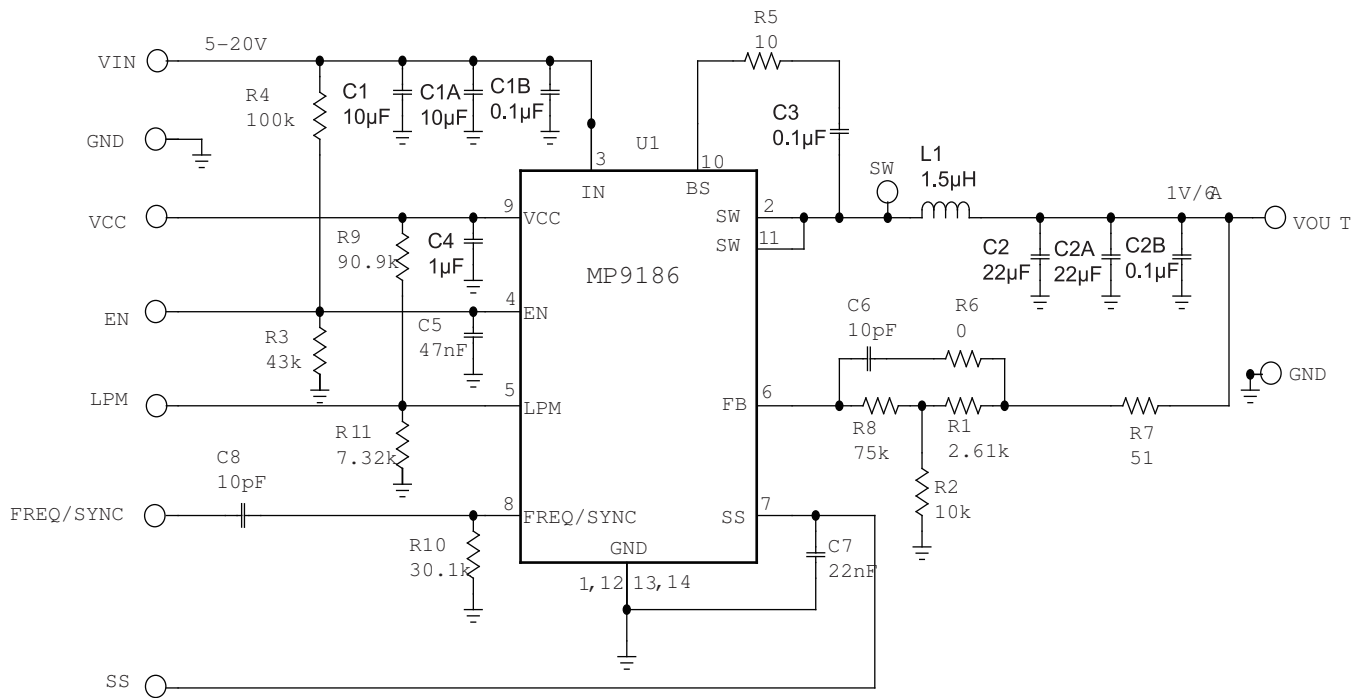 R5
10
5-20V
VIN
R4
100k
C1
10µF
C1A
10µF
C1B
0.1µF
C3
0.1µF
GND
U1
3
10
IN
BS
SW
L1
1.5µH
1V/6A
VOUT
VCC
9
VCC
SW
2
SW
11
R9
90.9k
C4
1µF
C2
22µF
C2A
22µF
C2B
0.1µF
MP9186
EN
4
EN
R3
43k
C5
47nF
C6
10pF
R6
0
GND
LPM
5
LPM
FB
6
R11
7.32k
R8
75k
R1
2.61k
R7
51
C8
10pF
R2
10k
FREQ/SYNC
8
FREQ/SYNC
SS
7
R10
30.1k
GND
C7
22nF
1,12 13,14
SS